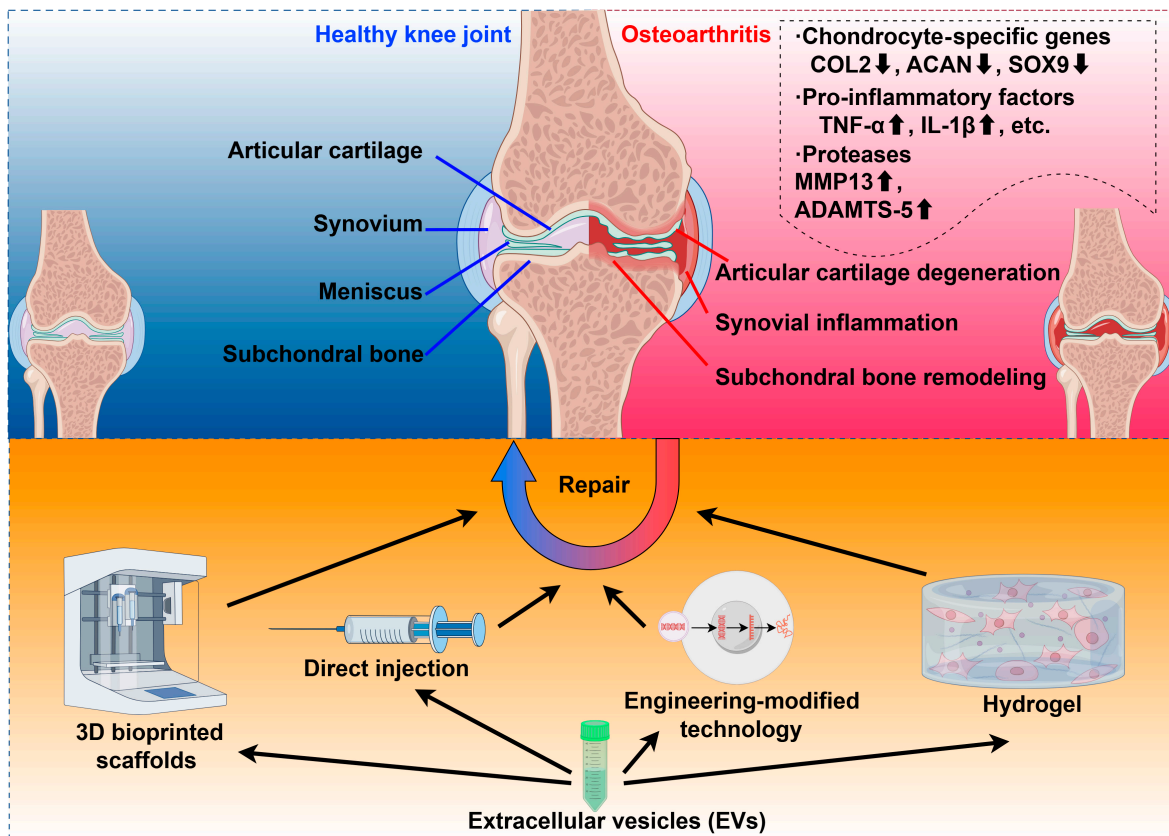 Healthy knee joint
Osteoarthritis
·Chondrocyte-specific genes
COL2⬇, ACAN⬇, SOX9⬇
·Pro-inflammatory factors
TNF-α⬆, IL-1β⬆, etc.
·Proteases
MMP13⬆,
ADAMTS-5⬆
Articular cartilage
Synovium
Meniscus
Subchondral bone
Articular cartilage degeneration
Synovial inflammation
Subchondral bone remodeling
Repair
3D bioprinted
scaffolds
Direct injection
Engineering-modified
technology
Hydrogel
Extracellular vesicles (EVs)